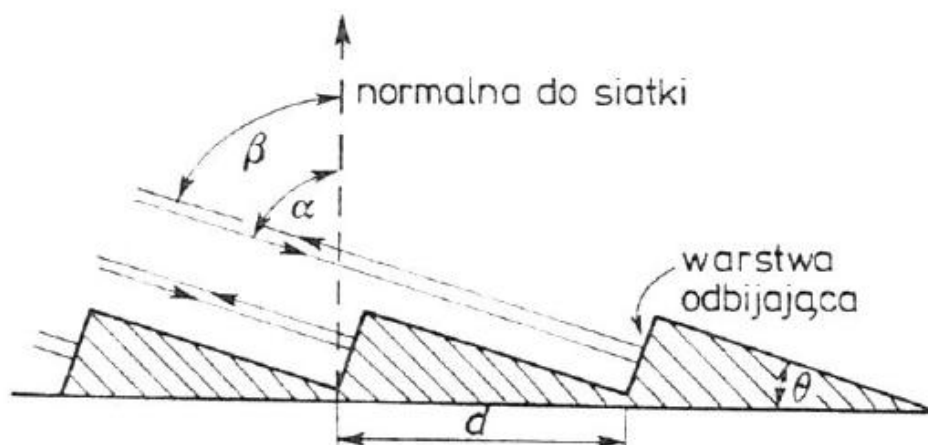 normalna do siatki
β
α
warstwa
odbijająca
θ
d